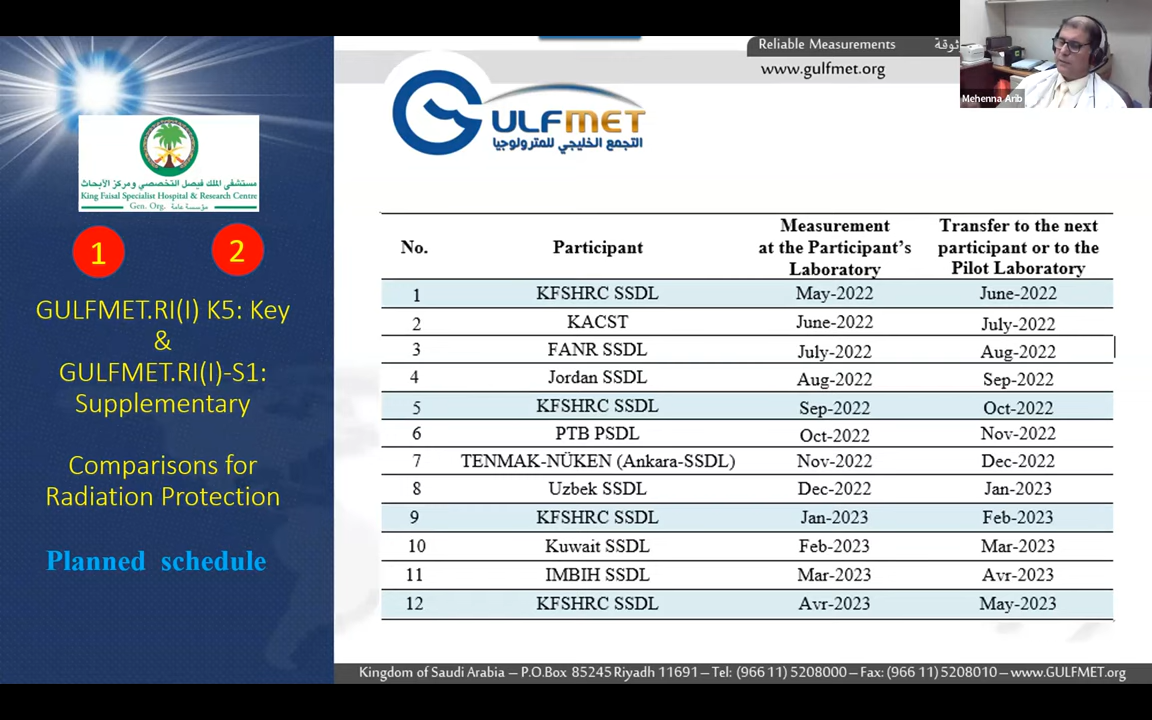 Reliable Measurements
www.gulfmet.org
Mehenna Arib
GULFMET
التجمع الخليجي للمترولوجيا
مستشفى الملك فيصل التخصصي ومركز الأبحاث
King Faisal Specialist Hospital & Research Centre
Gen. Org. مؤسسة عامة
1 2
GULFMET.RI(I) K5: Key
&
GULFMET.RI(I)-S1:
Supplementary
Comparisons for
Radiation Protection
Planned schedule
No. Participant Measurement at the Participant's Laboratory Transfer to the next participant or to the Pilot Laboratory
1 KFSHRC SSDL May-2022 June-2022
2 KACST June-2022 July-2022
3 FANR SSDL July-2022 Aug-2022
4 Jordan SSDL Aug-2022 Sep-2022
5 KFSHRC SSDL Sep-2022 Oct-2022
6 PTB PSDL Oct-2022 Nov-2022
7 TENMAK-NÜKEN (Ankara-SSDL) Nov-2022 Dec-2022
8 Uzbek SSDL Dec-2022 Jan-2023
9 KFSHRC SSDL Jan-2023 Feb-2023
10 Kuwait SSDL Feb-2023 Mar-2023
11 IMBIH SSDL Mar-2023 Avr-2023
12 KFSHRC SSDL Avr-2023 May-2023
Kingdom of Saudi Arabia – P.O.Box 85245 Riyadh 11691 – Tel: (966 11) 5208000 – Fax: (966 11) 5208010 – www.GULFMET.org